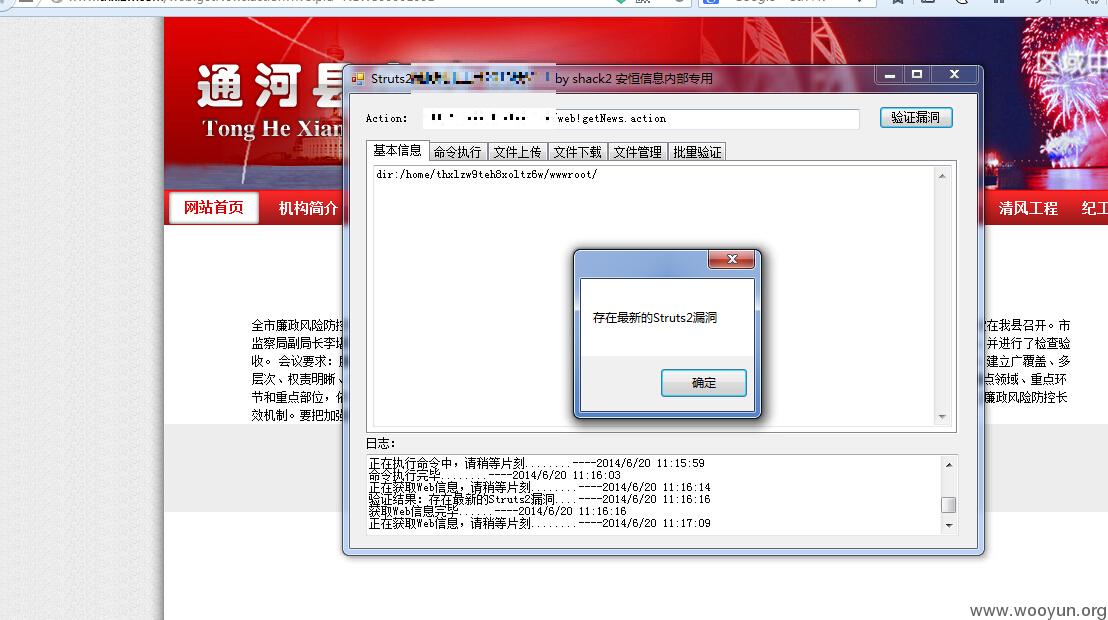 通河县
Tong He Xian
区域中
网站首页 机构简介 清风工程 纪工
Struts2 by shack2 安恒信息内部专用
Action: web!getNews.action 验证漏洞
基本信息 命令执行 文件上传 文件下载 文件管理 批量验证
dir:/home/thxlzw9teh8xoltz6w/wwwroot/
存在最新的Struts2漏洞
确定
全市廉政风险防控 在我县召开。市
监察局副局长李 并进行了检查验
收。 会议要求: 建立广覆盖、多
层次、权责明晰、 点领域、重点环
节和重点部位, 廉政风险防控长
效机制。要把加强
日志:
正在执行命令中，请稍等片刻........----2014/6/20 11:15:59
命令执行完毕........----2014/6/20 11:16:03
正在获取Web信息，请稍等片刻........----2014/6/20 11:16:14
验证结果: 存在最新的Struts2漏洞....----2014/6/20 11:16:16
获取Web信息完毕......----2014/6/20 11:16:16
正在获取Web信息，请稍等片刻........----2014/6/20 11:17:09
www.wooyun.org